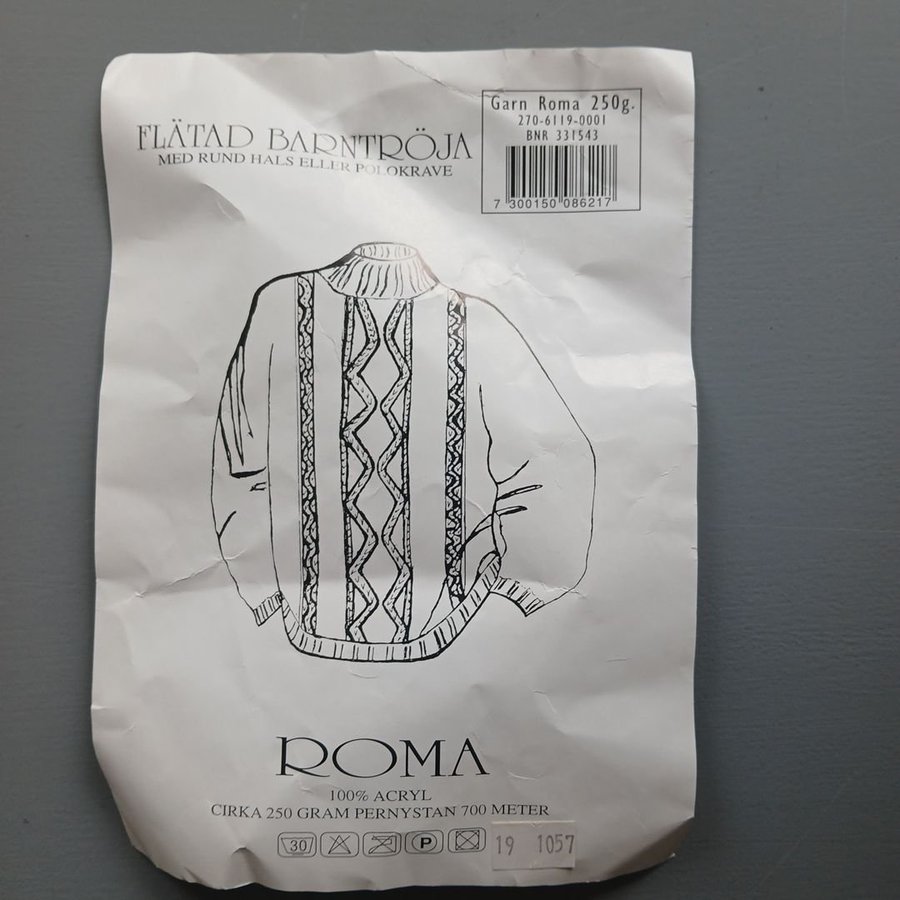 FLÄTAD BARNTRÖJA
MED RUND HALS ELLER POLOKRAVE
Garn Roma 250g.
270-6119-0001
BNR 331543
7 300150 086217
ROMA
100% ACRYL
CIRKA 250 GRAM PERNYSTAN 700 METER
30
P
19 1057